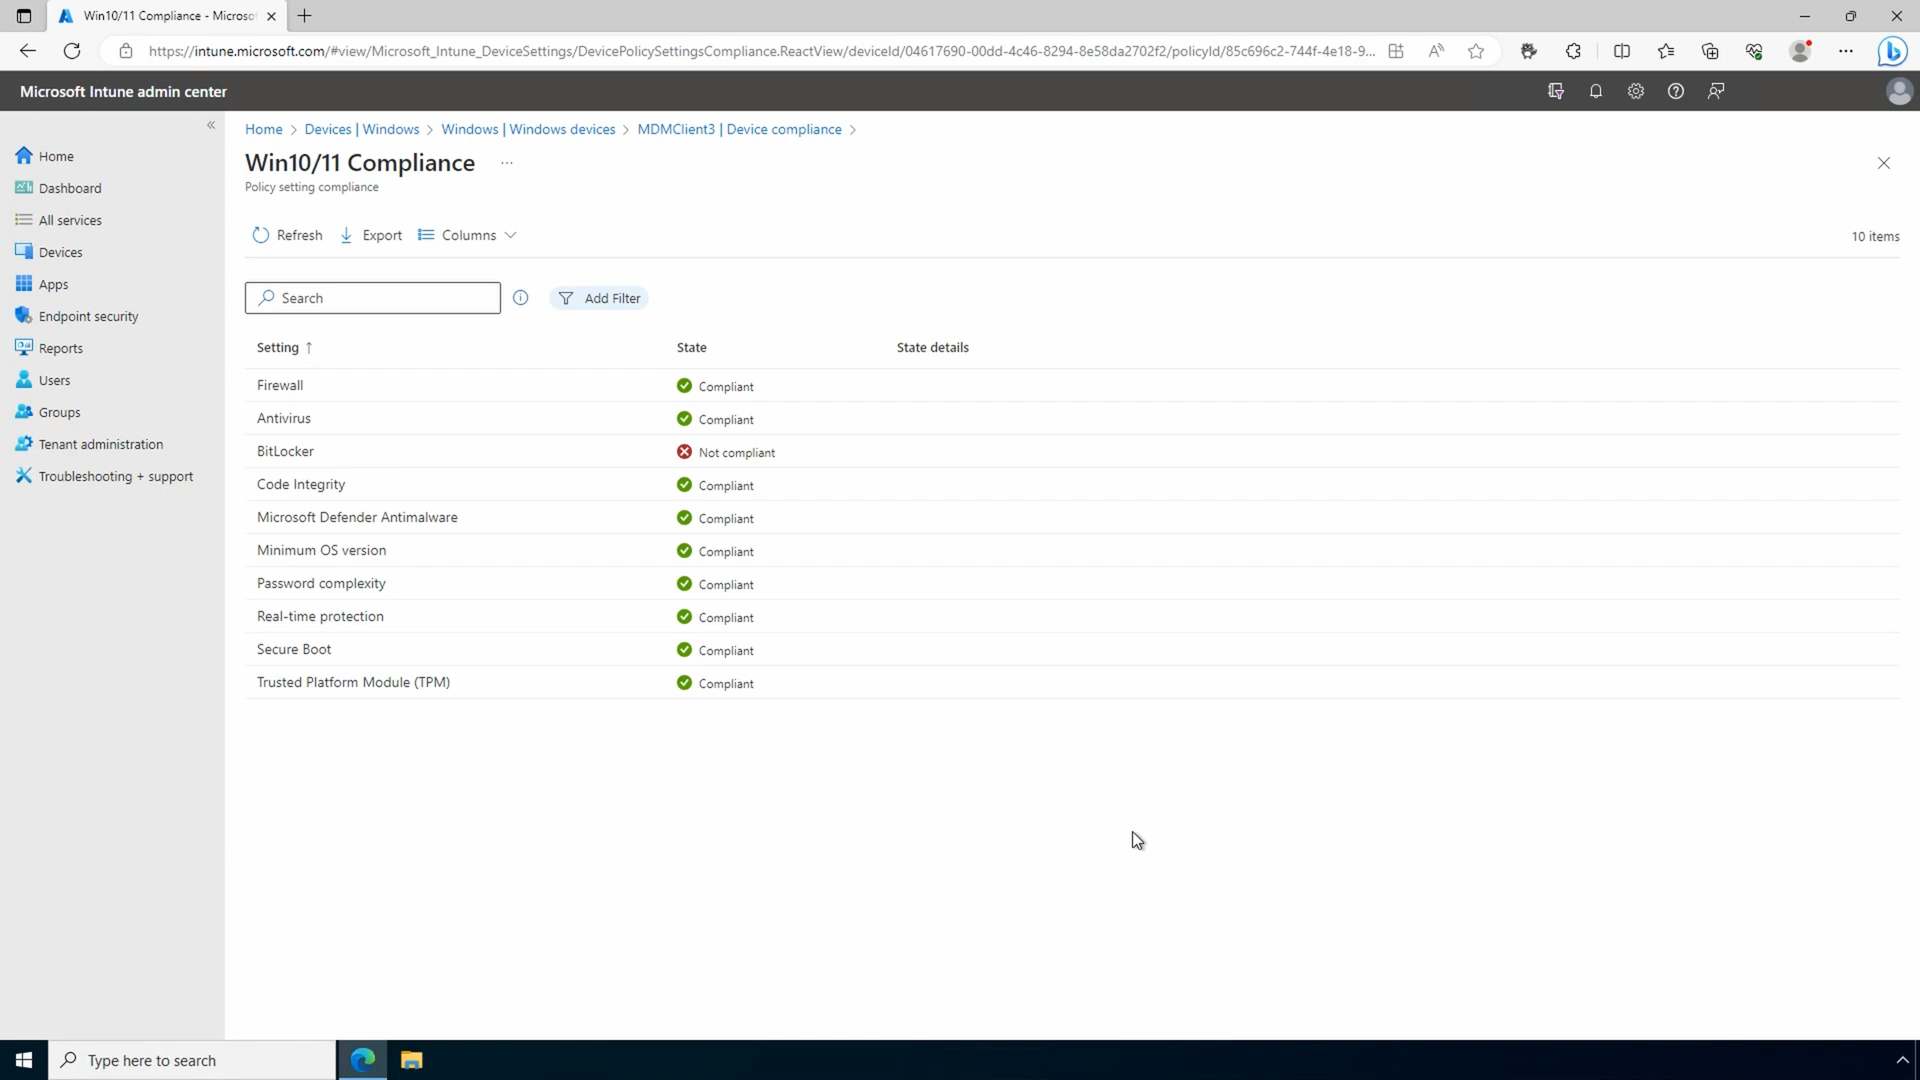 Win10/11 Compliance - Microso
https://intune.microsoft.com/#view/Microsoft_Intune_DeviceSettings/DevicePolicySettingsCompliance.ReactView/deviceId/04617690-00dd-4c46-8294-8e58da2702f2/policyId/85c696c2-744f-4e18-9...
Microsoft Intune admin center
Home > Devices | Windows > Windows | Windows devices > MDMClient3 | Device compliance >
Win10/11 Compliance ...
Policy setting compliance
Home
Dashboard
All services
Devices
Apps
Endpoint security
Reports
Users
Groups
Tenant administration
Troubleshooting + support
Refresh Export Columns 10 items
Search Add Filter
Setting ↑ State State details
Firewall Compliant
Antivirus Compliant
BitLocker Not compliant
Code Integrity Compliant
Microsoft Defender Antimalware Compliant
Minimum OS version Compliant
Password complexity Compliant
Real-time protection Compliant
Secure Boot Compliant
Trusted Platform Module (TPM) Compliant
Type here to search